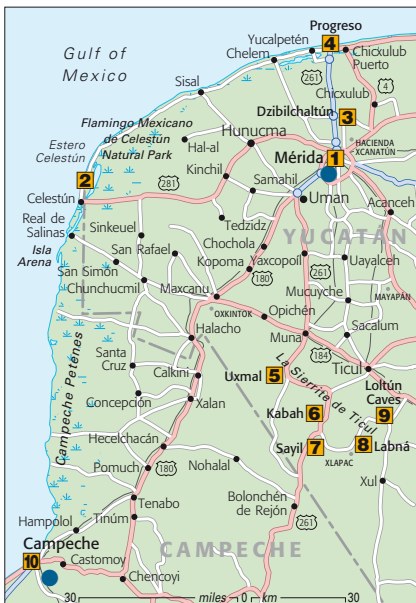 Progreso
4
Yucalpetén
Chelem
Chicxulub
Puerto
Gulf of
Mexico
261
4
Sisal
Chicxulub
Dzibilchaltún
3
Flamingo Mexicano
de Celestún
Natural Park
Hunucma
HACIENDA
XCANATÚN
Estero
Celestún
Hal-al
Mérida
1
2
Kinchil
Samahil
281
Celestún
Uman
Acanceh
Real de
Salinas
Tedzidz
Sinkeuel
Chochola
YUCATÁN
Isla
Arena
San Rafael
Kopoma
Yaxcopoil
261
Uayalceh
San Simón
180
Chunchucmil
Mucuyche
MAYAPÁN
Maxcanu
OXKINTOK
Opichén
Sacalum
Halacho
Muna
184
Santa
Cruz
La Sierrite de Ticul
Ticul
Calkini
Uxmal
5
Loltún
Caves
Campeche Petenes
Concepción
Xalan
Kabah
6
9
Hecelchacán
Sayil
7
8
Labná
XLAPAC
Pomuch
180
Nohalal
Xul
Tenabo
Bolonchén
de Rejón
Hampolol
Tinúm
261
Campeche
10
Castomoy
CAMPECHE
Chencoyi
30 miles 0 km 30